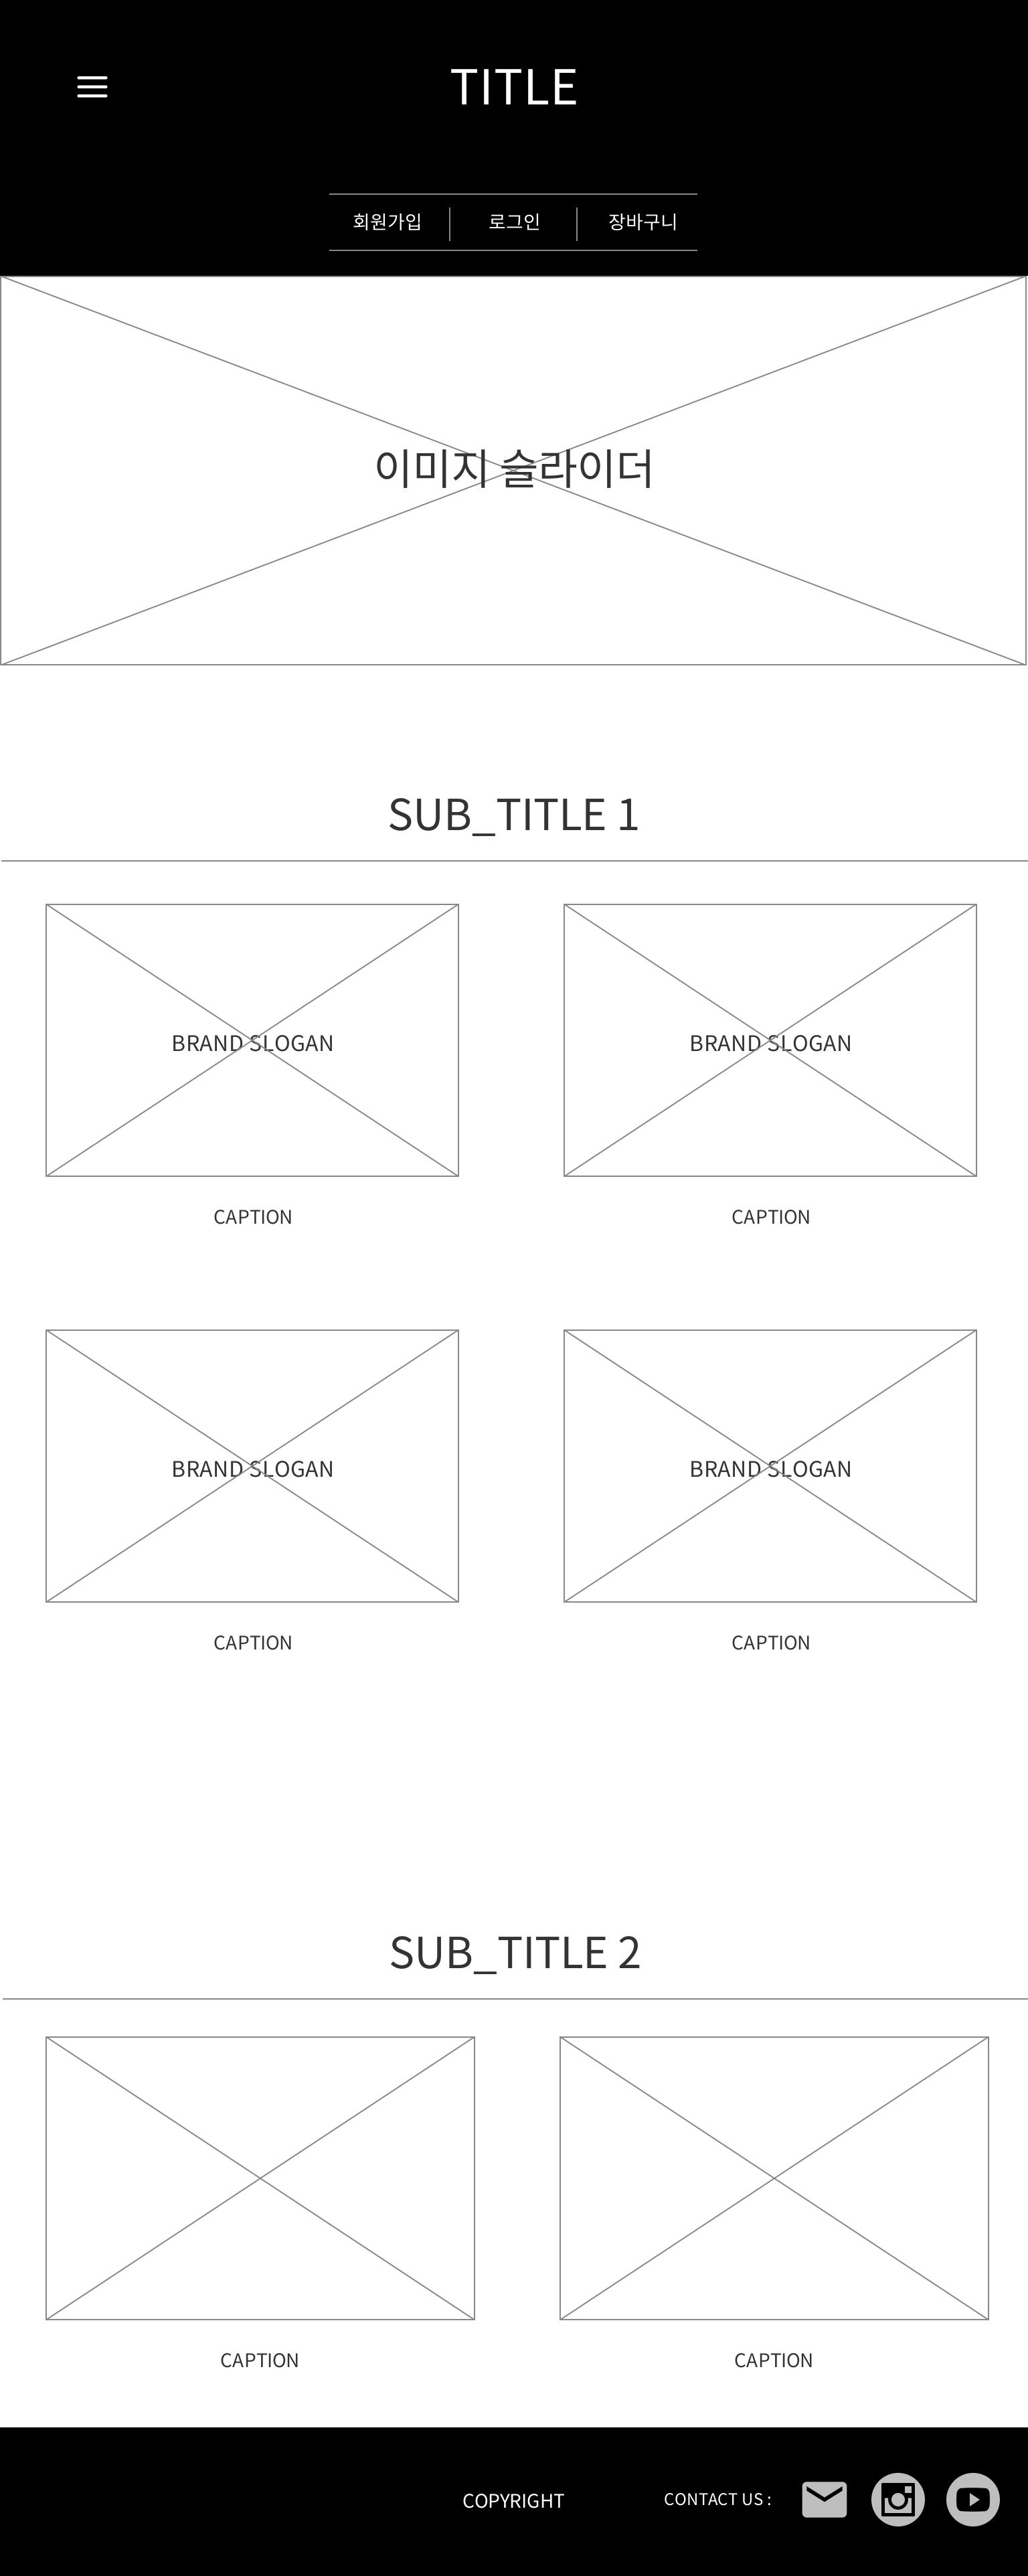 TITLE
회원가입 로그인 장바구니
이미지 슬라이더
SUB_TITLE 1
BRAND SLOGAN BRAND SLOGAN
CAPTION CAPTION
BRAND SLOGAN BRAND SLOGAN
CAPTION CAPTION
SUB_TITLE 2
CAPTION CAPTION
COPYRIGHT CONTACT US :